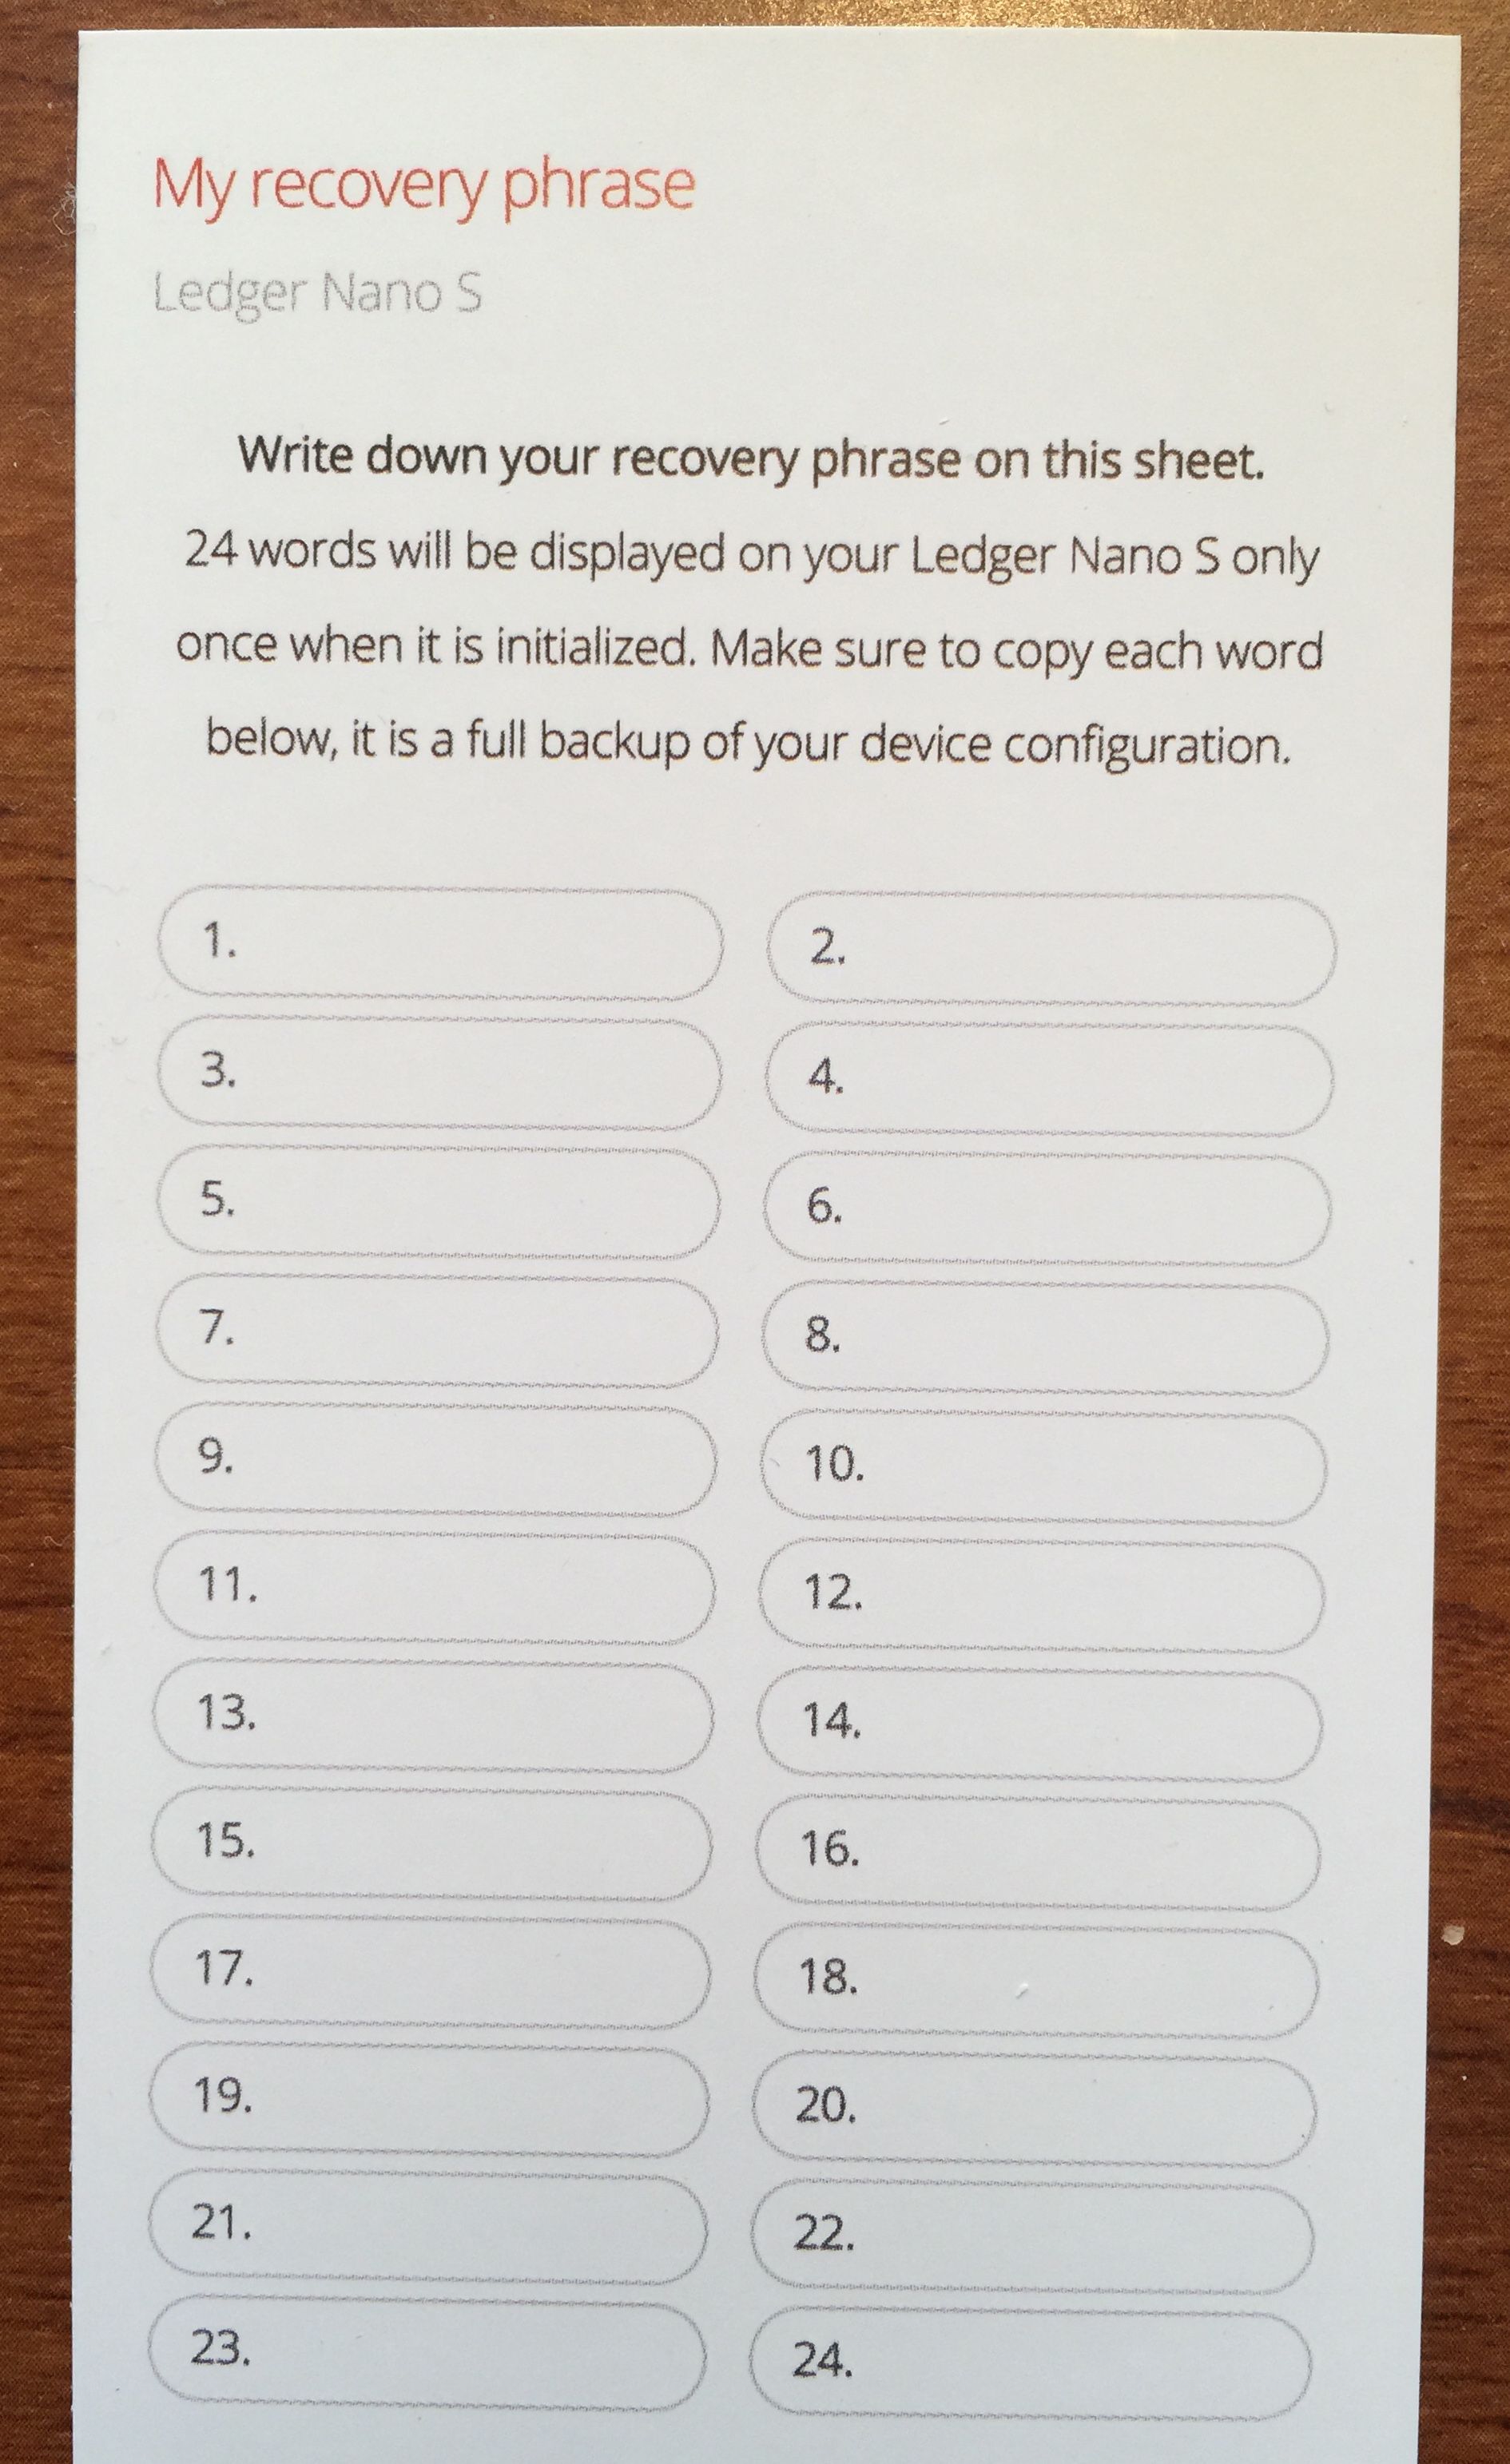 My recovery phrase
Ledger Nano S
Write down your recovery phrase on this sheet.
24 words will be displayed on your Ledger Nano S only
once when it is initialized. Make sure to copy each word
below, it is a full backup of your device configuration.
1. 2.
3. 4.
5. 6.
7. 8.
9. 10.
11. 12.
13. 14.
15. 16.
17. 18.
19. 20.
21. 22.
23. 24.